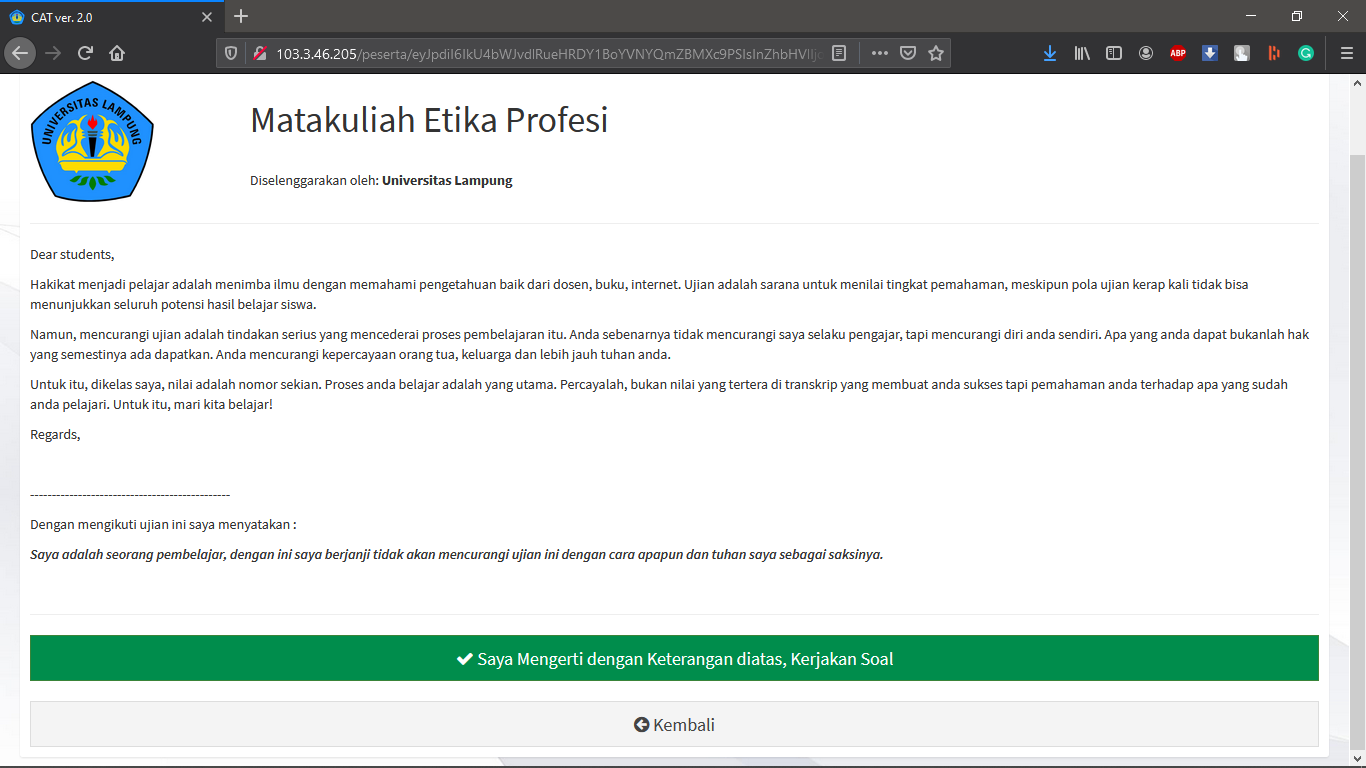 CAT ver. 2.0
103.3.46.205/peserta/
ABP
UNIVERSITAS LAMPUNG
Matakuliah Etika Profesi
Diselenggarakan oleh: Universitas Lampung
Dear students,
Hakikat menjadi pelajar adalah menimba ilmu dengan memahami pengetahuan baik dari dosen, buku, internet. Ujian adalah sarana untuk menilai tingkat pemahaman, meskipun pola ujian kerap kali tidak bisa
menunjukkan seluruh potensi hasil belajar siswa.
Namun, mencurangi ujian adalah tindakan serius yang mencederai proses pembelajaran itu. Anda sebenarnya tidak mencurangi saya selaku pengajar, tapi mencurangi diri anda sendiri. Apa yang anda dapat bukanlah hak
yang semestinya ada dapatkan. Anda mencurangi kepercayaan orang tua, keluarga dan lebih jauh tuhan anda.
Untuk itu, dikelas saya, nilai adalah nomor sekian. Proses anda belajar adalah yang utama. Percayalah, bukan nilai yang tertera di transkrip yang membuat anda sukses tapi pemahaman anda terhadap apa yang sudah
anda pelajari. Untuk itu, mari kita belajar!
Regards,
----------------------------------------------
Dengan mengikuti ujian ini saya menyatakan :
Saya adalah seorang pembelajar, dengan ini saya berjanji tidak akan mencurangi ujian ini dengan cara apapun dan tuhan saya sebagai saksinya.
Saya Mengerti dengan Keterangan diatas, Kerjakan Soal
Kembali